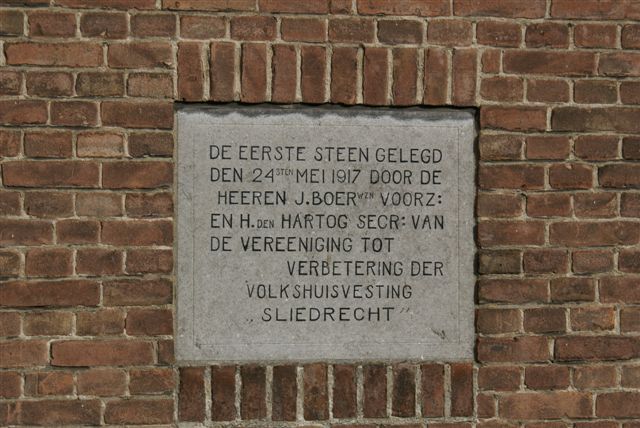 DE EERSTE STEEN GELEGD
DEN 24STEN MEI 1917 DOOR DE
HEEREN J. BOER WZN VOORZ:
EN H. DEN HARTOG SECR: VAN
DE VEREENIGING TOT
VERBETERING DER
VOLKSHUISVESTING
„SLIEDRECHT”